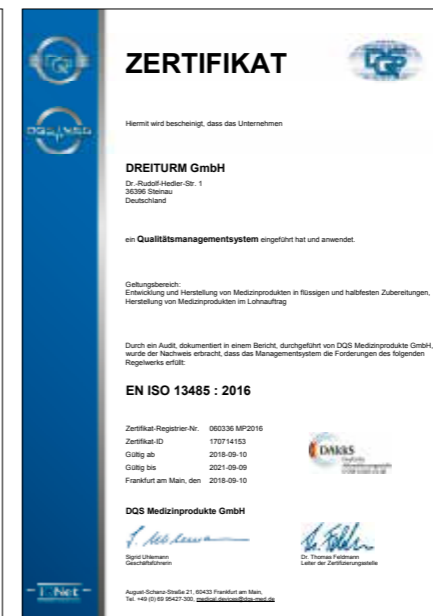 DQS
ZERTIFIKAT
DQS
DQS MED
Hiermit wird bescheinigt, dass das Unternehmen
DREITURM GmbH
Dr.-Rudolf-Hedler-Str. 1
36396 Steinau
Deutschland
ein Qualitätsmanagementsystem eingeführt hat und anwendet.
Geltungsbereich:
Entwicklung und Herstellung von Medizinprodukten in flüssigen und halbfesten Zubereitungen,
Herstellung von Medizinprodukten im Lohnauftrag
Durch ein Audit, dokumentiert in einem Bericht, durchgeführt von DQS Medizinprodukte GmbH,
wurde der Nachweis erbracht, dass das Managementsystem die Forderungen des folgenden
Regelwerks erfüllt:
EN ISO 13485 : 2016
Zertifikat-Registrier-Nr. 060336 MP2016
Zertifikat-ID 170714153
Gültig ab 2018-09-10
Gültig bis 2021-09-09
Frankfurt am Main, den 2018-09-10
DAkkS
DQS Medizinprodukte GmbH
Sigrid Uhlemann
Geschäftsführerin
Dr. Thomas Feldmann
Leiter der Zertifizierungsstelle
August-Schanz-Straße 21, 60433 Frankfurt am Main,
Tel. +49 (0) 69 95427-300, medical.devices@dqs-med.de
Net